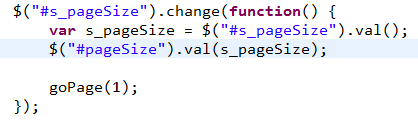 $("#s_pageSize").change(function() {
    var s_pageSize = $("#s_pageSize").val();
    $("#pageSize").val(s_pageSize);

    goPage(1);
});